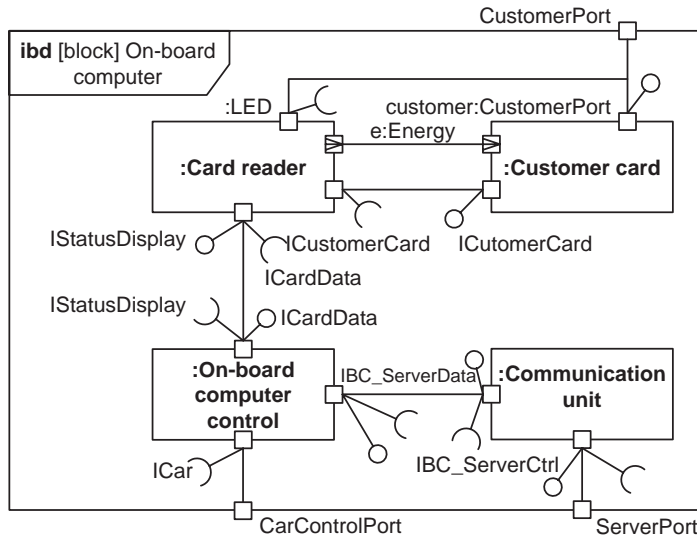 CustomerPort
ibd [block] On-board
computer
:LED
customer:CustomerPort
e:Energy
:Card reader
:Customer card
IStatusDisplay
ICustomerCard
ICutomerCard
ICardData
IStatusDisplay
ICardData
:On-board
computer
control
IBC_ServerData
:Communication
unit
ICar
IBC_ServerCtrl
CarControlPort
ServerPort